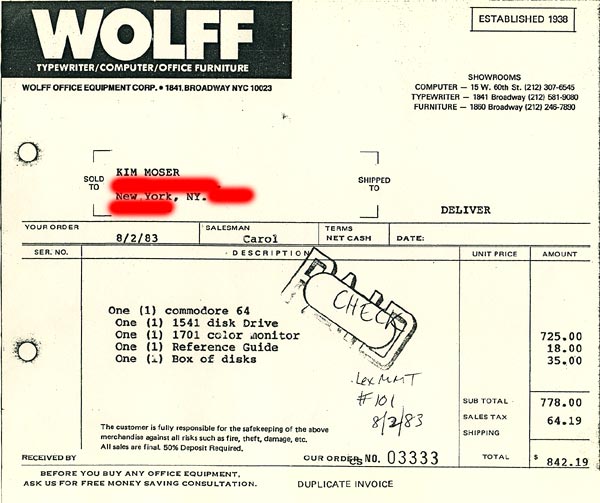 WOLFF
TYPEWRITER/COMPUTER/OFFICE FURNITURE
WOLFF OFFICE EQUIPMENT CORP. • 1841 BROADWAY NYC 10023
ESTABLISHED 1938
SHOWROOMS
COMPUTER — 15 W. 60th St. (212) 307-6545
TYPEWRITER — 1841 Broadway (212) 581-9080
FURNITURE — 1860 Broadway (212) 246-7890
SOLD TO
KIM MOSER
New York, NY.
SHIPPED TO
DELIVER
YOUR ORDER 8/2/83
SALESMAN Carol
TERMS NET CASH
DATE:
SER. NO. DESCRIPTION UNIT PRICE AMOUNT
PAID
CHECK
One (1) commodore 64
One (1) 1541 disk Drive
One (1) 1701 color monitor 725.00
One (1) Reference Guide 18.00
One (1) Box of disks 35.00
#101
8/2/83
SUB TOTAL 778.00
SALES TAX 64.19
SHIPPING
The customer is fully responsible for the safekeeping of the above
merchandise against all risks such as fire, theft, damage, etc.
All sales are final. 50% Deposit Required.
RECEIVED BY OUR ORDER NO. CS 03333 TOTAL $ 842.19
BEFORE YOU BUY ANY OFFICE EQUIPMENT,
ASK US FOR FREE MONEY SAVING CONSULTATION.
DUPLICATE INVOICE